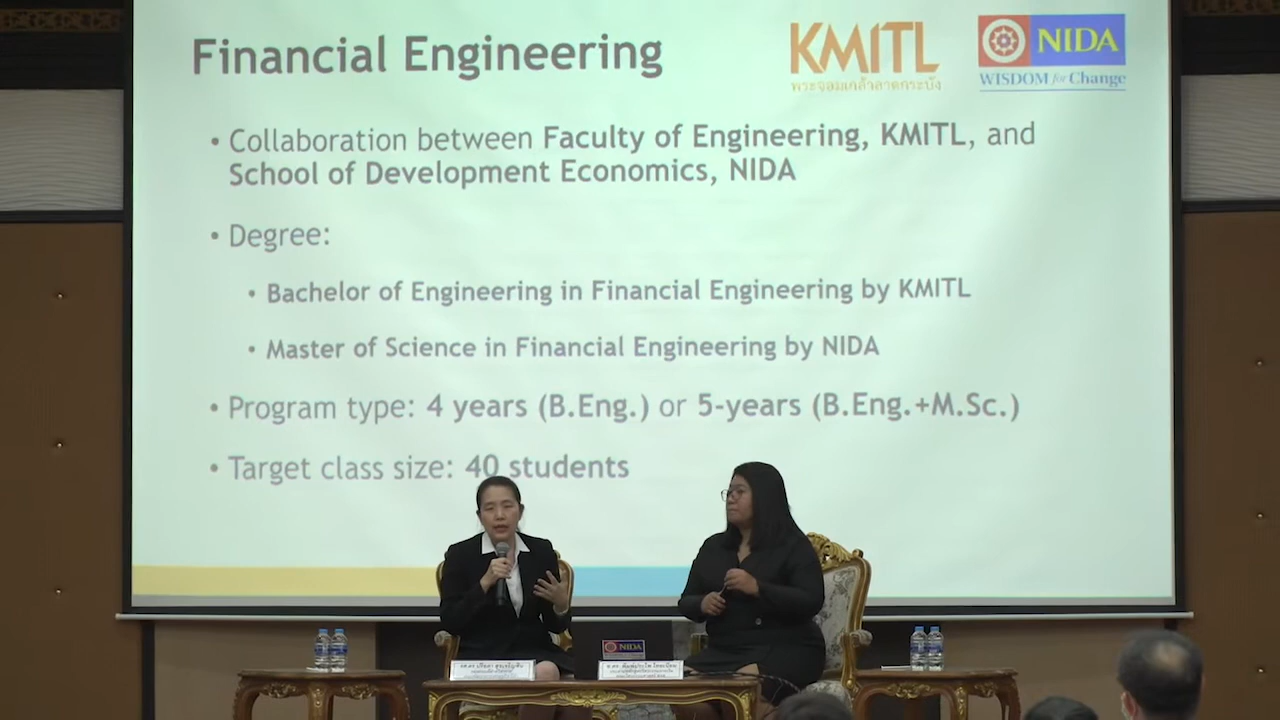 Financial Engineering
KMITL
พระจอมเกล้าลาดกระบัง
NIDA
WISDOM for Change
• Collaboration between Faculty of Engineering, KMITL, and
School of Development Economics, NIDA
• Degree:
• Bachelor of Engineering in Financial Engineering by KMITL
• Master of Science in Financial Engineering by NIDA
• Program type: 4 years (B.Eng.) or 5-years (B.Eng.+M.Sc.)
• Target class size: 40 students
NIDA